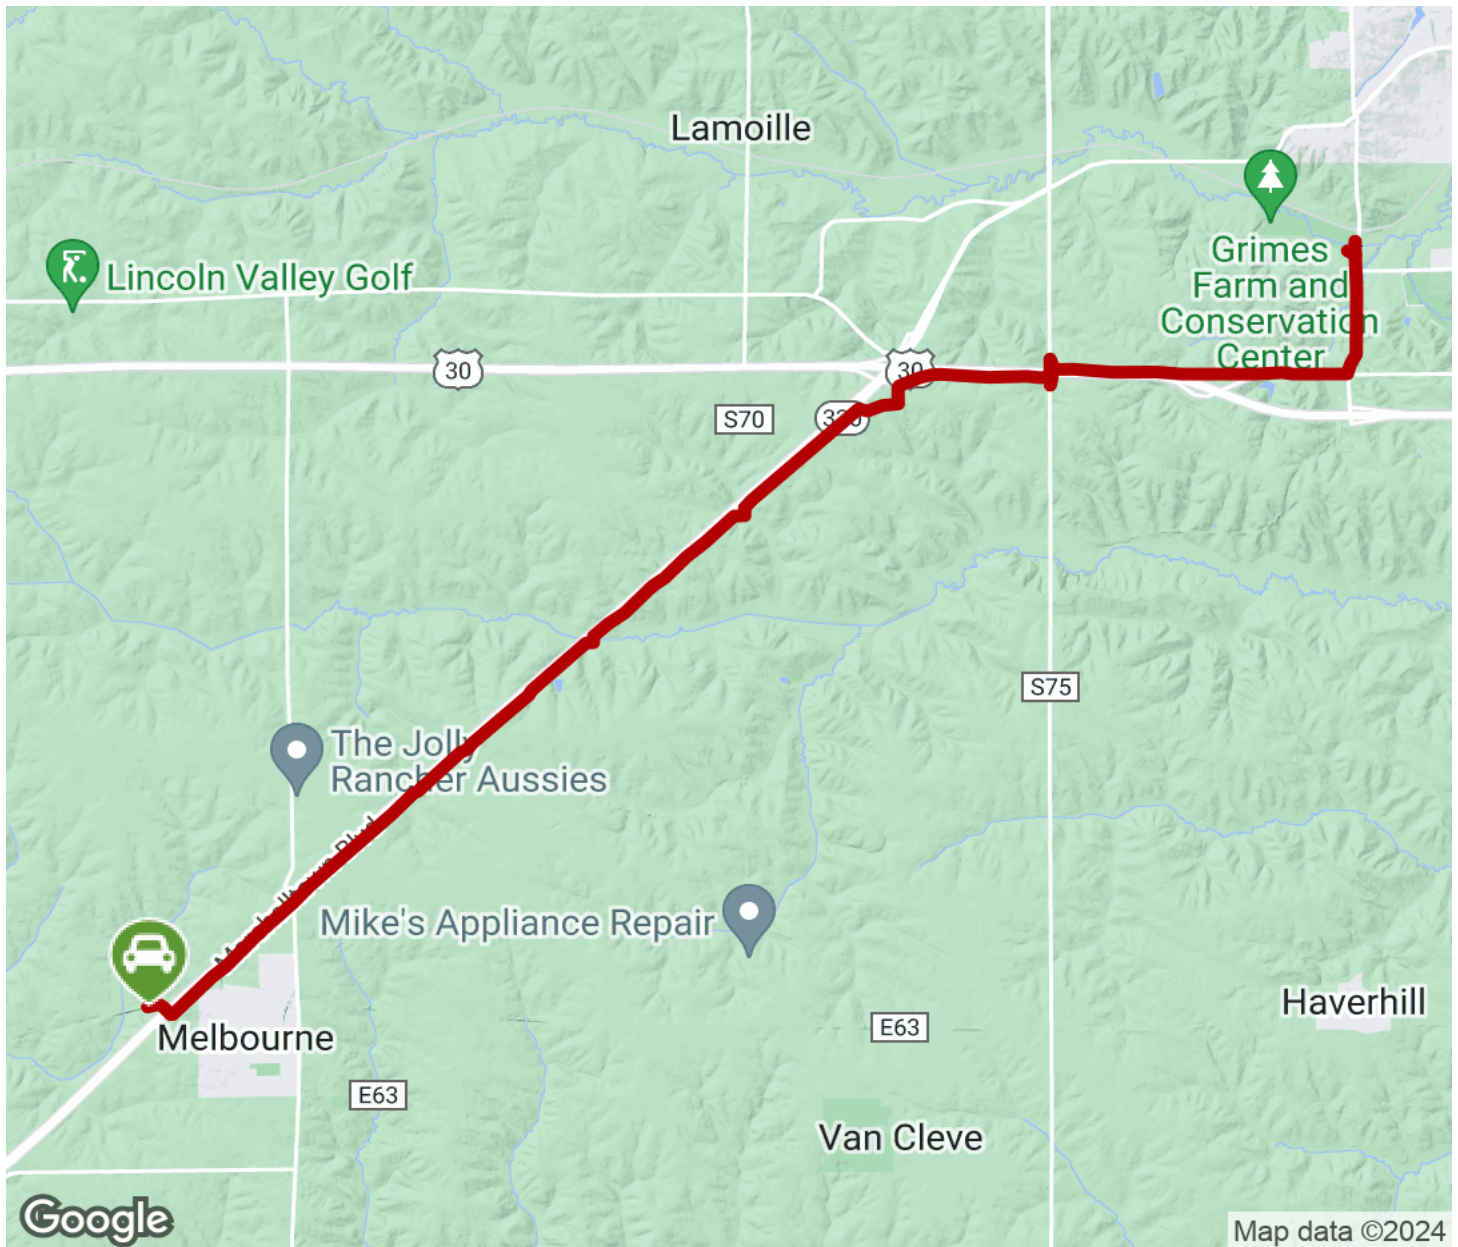 Lamoille
Lincoln Valley Golf
Grimes
Farm and
Conservation
Center
30
30
S70
330
S75
The Jolly
Rancher Aussies
Mike's Appliance Repair
Melbourne
Haverhill
E63
E63
Van Cleve
Google
Map data ©2024